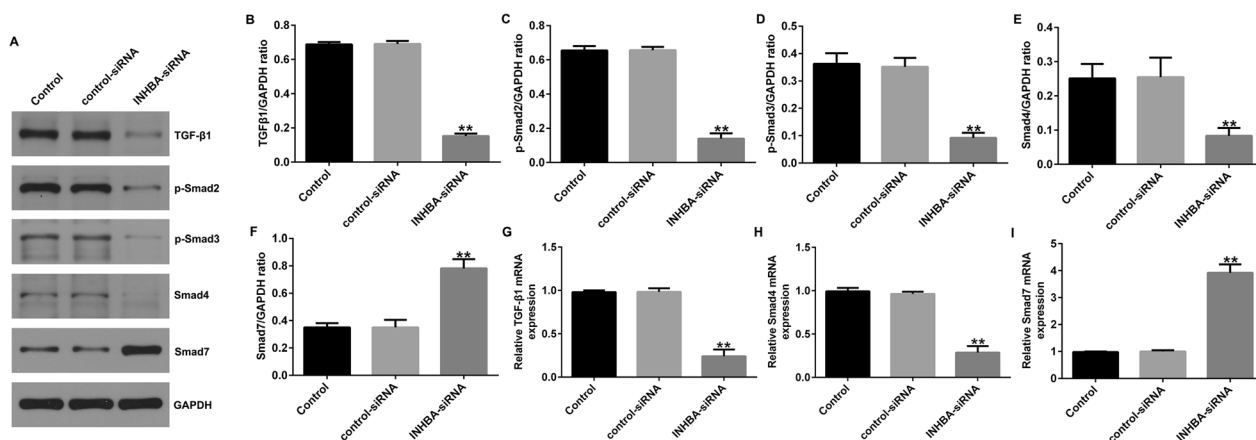 A
Control
control-siRNA
INHBA-siRNA
TGF-β1
p-Smad2
p-Smad3
Smad4
Smad7
GAPDH
B
TGFβ1/GAPDH ratio
0.8
0.6
0.4
0.2
0.0
**
Control
control-siRNA
INHBA-siRNA
C
p-Smad2/GAPDH ratio
0.8
0.6
0.4
0.2
0.0
**
Control
control-siRNA
INHBA-siRNA
D
p-Smad3/GAPDH ratio
0.5
0.4
0.3
0.2
0.1
0.0
**
Control
control-siRNA
INHBA-siRNA
E
Smad4/GAPDH ratio
0.4
0.3
0.2
0.1
0.0
**
Control
control-siRNA
INHBA-siRNA
F
Smad7/GAPDH ratio
1.0
0.8
0.6
0.4
0.2
0.0
**
Control
control-siRNA
INHBA-siRNA
G
Relative TGF-β1 mRNA
expression
1.5
1.0
0.5
0.0
**
Control
control-siRNA
INHBA-siRNA
H
Relative Smad4 mRNA
expression
1.5
1.0
0.5
0.0
**
Control
control-siRNA
INHBA-siRNA
I
Relative Smad7 mRNA
expression
5
4
3
2
1
0
**
Control
control-siRNA
INHBA-siRNA